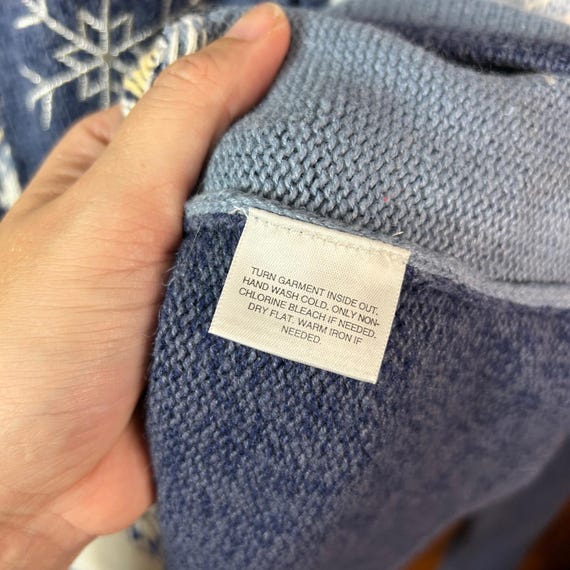 TURN GARMENT INSIDE OUT.
HAND WASH COLD. ONLY NON-
CHLORINE BLEACH IF NEEDED.
DRY FLAT. WARM IRON IF
NEEDED